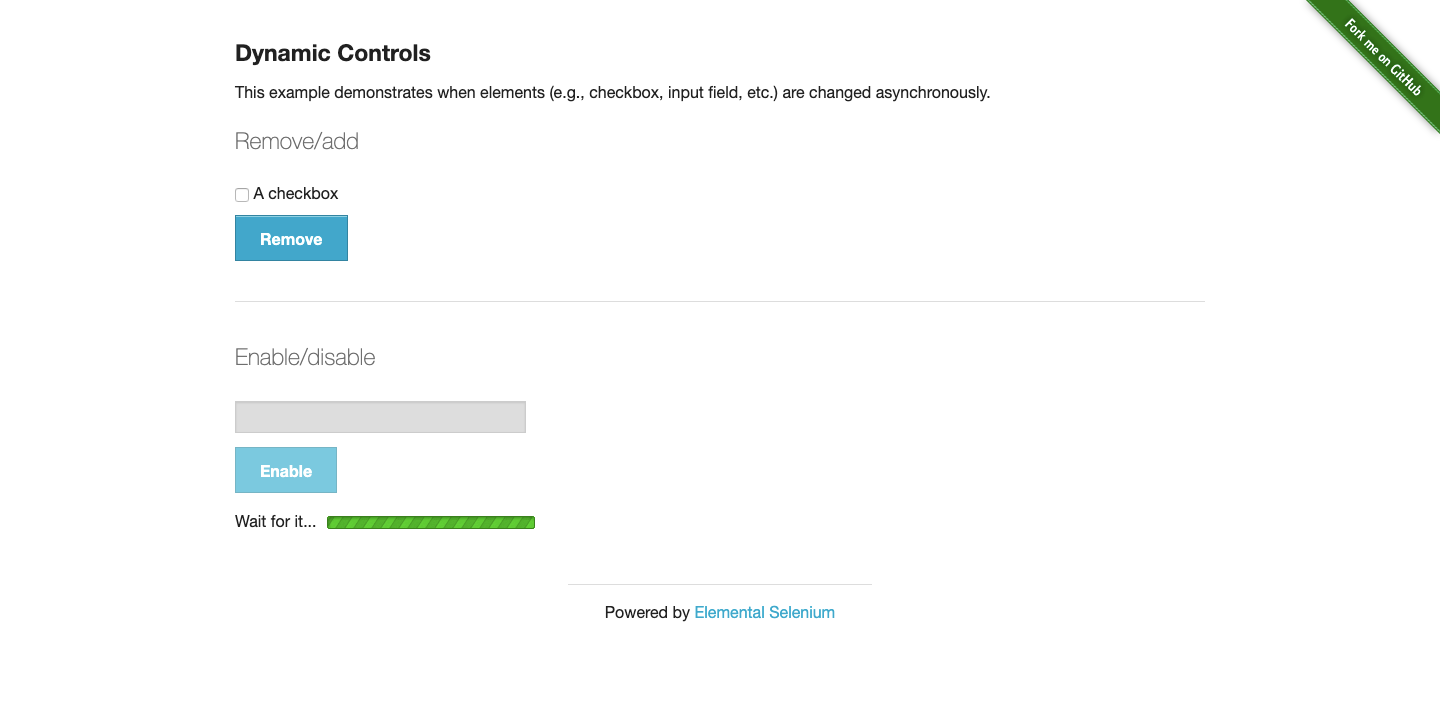 Fork me on GitHub
Dynamic Controls
This example demonstrates when elements (e.g., checkbox, input field, etc.) are changed asynchronously.
Remove/add
A checkbox
Remove
Enable/disable
Enable
Wait for it...
Powered by Elemental Selenium